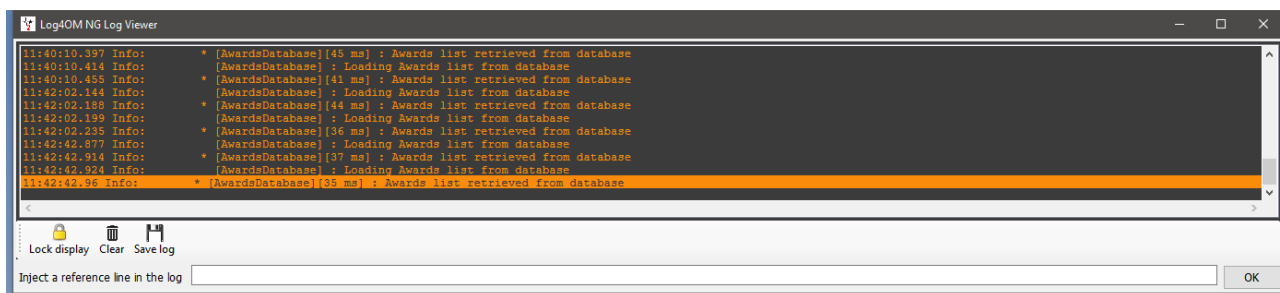 Log4OM NG Log Viewer
11:40:10.397 Info: * [AwardsDatabase][45 ms] : Awards list retrieved from database
11:40:10.414 Info: [AwardsDatabase] : Loading Awards list from database
11:40:10.455 Info: * [AwardsDatabase][41 ms] : Awards list retrieved from database
11:42:02.144 Info: [AwardsDatabase] : Loading Awards list from database
11:42:02.188 Info: * [AwardsDatabase][44 ms] : Awards list retrieved from database
11:42:02.199 Info: [AwardsDatabase] : Loading Awards list from database
11:42:02.235 Info: * [AwardsDatabase][36 ms] : Awards list retrieved from database
11:42:42.877 Info: [AwardsDatabase] : Loading Awards list from database
11:42:42.914 Info: * [AwardsDatabase][37 ms] : Awards list retrieved from database
11:42:42.924 Info: [AwardsDatabase] : Loading Awards list from database
11:42:42.96 Info: * [AwardsDatabase][35 ms] : Awards list retrieved from database
Lock display Clear Save log
Inject a reference line in the log OK